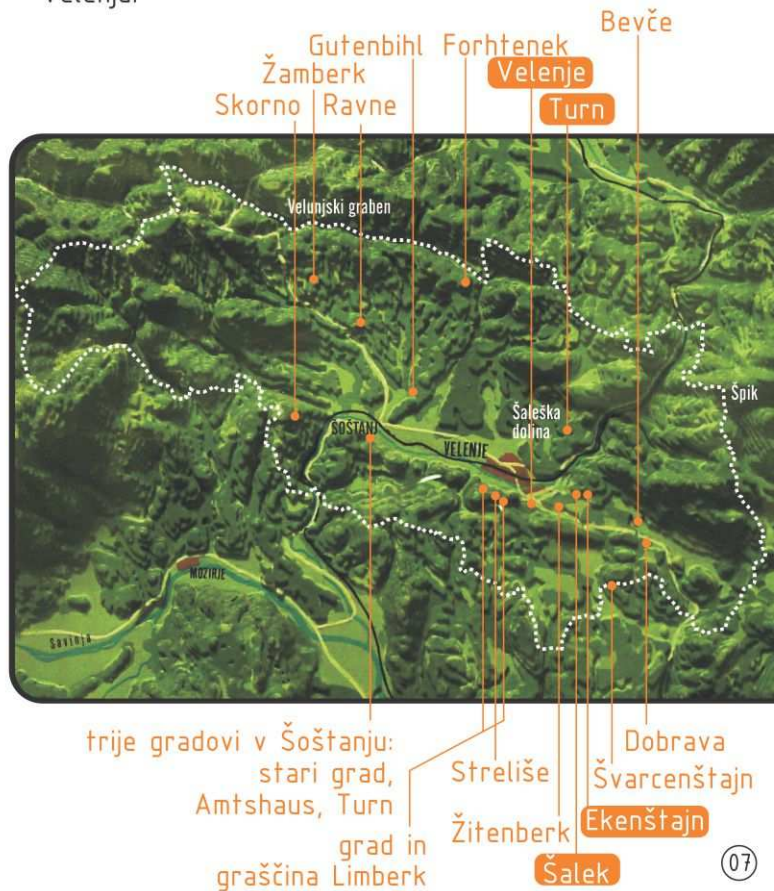 Velenju.
Bevče
Gutenbihl Forhtenek
Žamberk
Velenje
Skorno Ravne
Turn
Velunjski graben
Špik
Šaleška
dolina
ŠOŠTANJ
VELENJE
MOZIRJE
Savinja
trije gradovi v Šoštanju:
stari grad,
Amtshaus, Turn
grad in
graščina Limberk
Streliše
Žitenberk
Šalek
Dobrava
Švarcenštajn
Ekenštajn
07